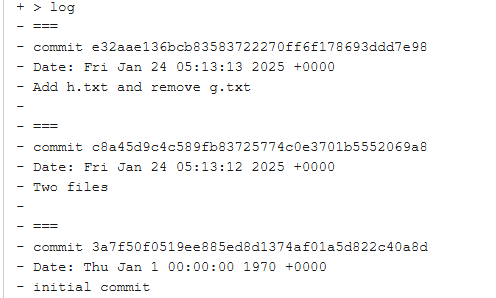 + > log
- ===
- commit e32aae136bcb83583722270ff6f178693ddd7e98
- Date: Fri Jan 24 05:13:13 2025 +0000
- Add h.txt and remove g.txt
-
- ===
- commit c8a45d9c4c589fb83725774c0e3701b5552069a8
- Date: Fri Jan 24 05:13:12 2025 +0000
- Two files
-
- ===
- commit 3a7f50f0519ee885ed8d1374af01a5d822c40a8d
- Date: Thu Jan 1 00:00:00 1970 +0000
- initial commit